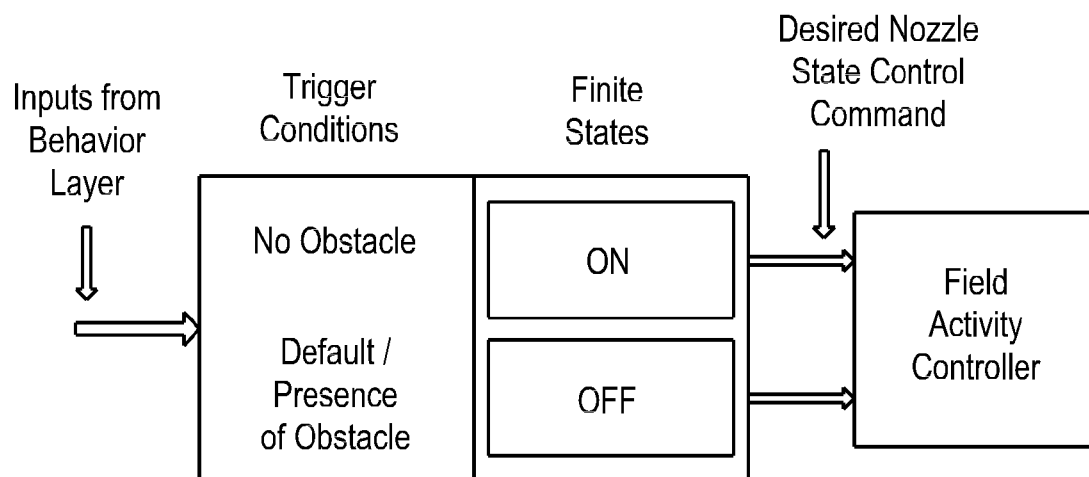 Inputs from
Behavior
Layer
Trigger
Conditions
Finite
States
Desired Nozzle
State Control
Command
No Obstacle
ON
Default /
Presence
of Obstacle
OFF
Field
Activity
Controller